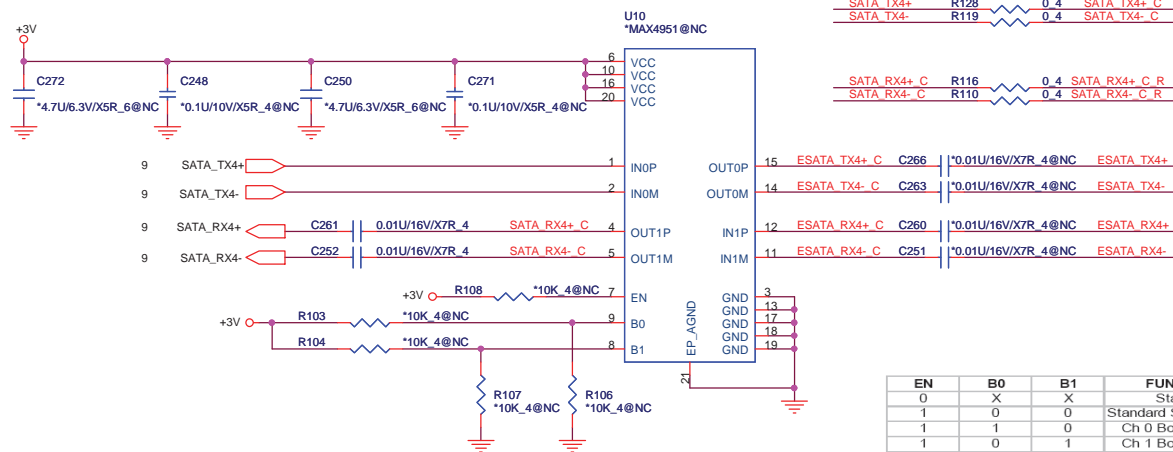 U10
*MAX4951@NC
SATA_TX4+ R128 0_4 SATA_TX4+_C
SATA_TX4- R119 0_4 SATA_TX4-_C
+3V
C272
*4.7U/6.3V/X5R_6@NC
C248
*0.1U/10V/X5R_4@NC
C250
*4.7U/6.3V/X5R_6@NC
C271
*0.1U/10V/X5R_4@NC
6 VCC
10 VCC
16 VCC
20 VCC
SATA_RX4+_C R116 0_4 SATA_RX4+_C_R
SATA_RX4-_C R110 0_4 SATA_RX4-_C_R
9 SATA_TX4+ 1 IN0P OUT0P 15 ESATA_TX4+_C C266 *0.01U/16V/X7R_4@NC ESATA_TX4+
9 SATA_TX4- 2 IN0M OUT0M 14 ESATA_TX4-_C C263 *0.01U/16V/X7R_4@NC ESATA_TX4-
9 SATA_RX4+ C261 0.01U/16V/X7R_4 SATA_RX4+_C 4 OUT1P IN1P 12 ESATA_RX4+_C C260 *0.01U/16V/X7R_4@NC ESATA_RX4+
9 SATA_RX4- C252 0.01U/16V/X7R_4 SATA_RX4-_C 5 OUT1M IN1M 11 ESATA_RX4-_C C251 *0.01U/16V/X7R_4@NC ESATA_RX4-
+3V R108 *10K_4@NC 7 EN GND 3
GND 13
+3V R103 *10K_4@NC 9 B0 GND 17
GND 18
R104 *10K_4@NC 8 B1 GND 19
EP_AGND
21
R107
*10K_4@NC
R106
*10K_4@NC
EN B0 B1 FUN
0 X X Sta
1 0 0 Standard S
1 1 0 Ch 0 Bo
1 0 1 Ch 1 Bo